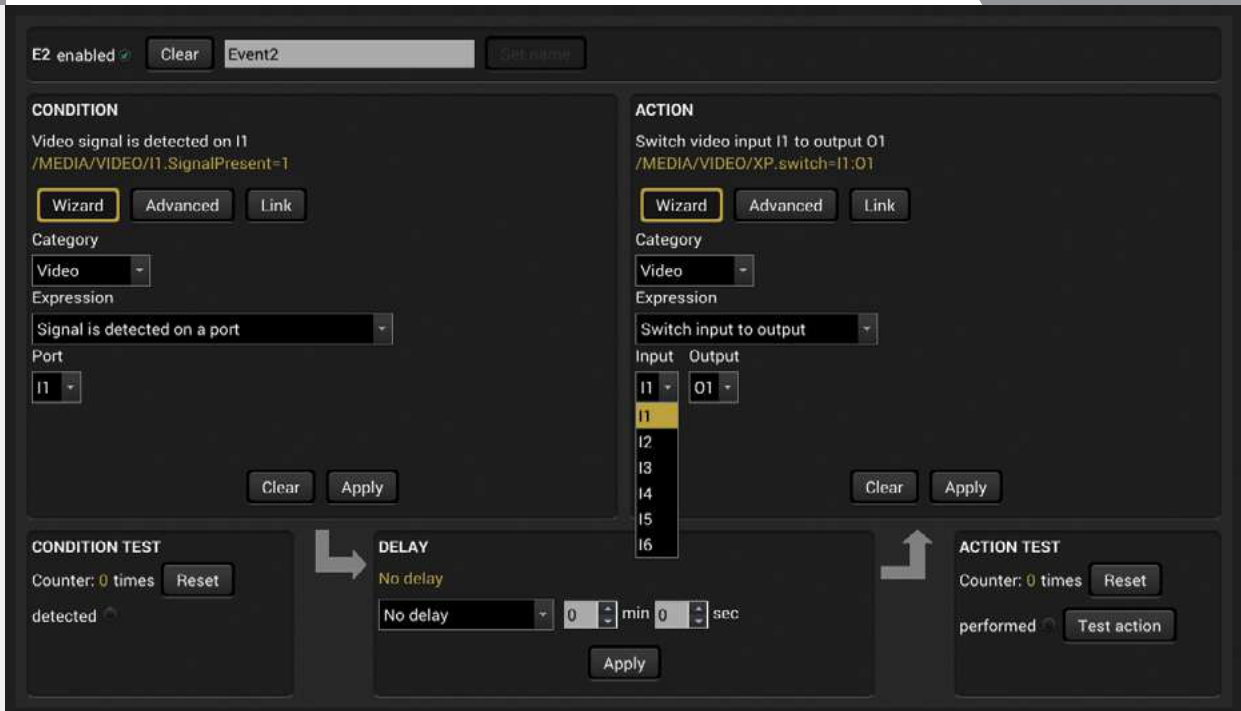 E2 enabled Clear Event2 Set name
CONDITION
Video signal is detected on I1
/MEDIA/VIDEO/I1.SignalPresent=1
Wizard Advanced Link
Category
Video
Expression
Signal is detected on a port
Port
I1
Clear Apply
ACTION
Switch video input I1 to output O1
/MEDIA/VIDEO/XP.switch=I1:O1
Wizard Advanced Link
Category
Video
Expression
Switch input to output
Input Output
I1 O1
I1
I2
I3
I4
I5
I6
Clear Apply
CONDITION TEST
Counter: 0 times Reset
detected
DELAY
No delay
No delay 0 min 0 sec
Apply
ACTION TEST
Counter: 0 times Reset
performed Test action